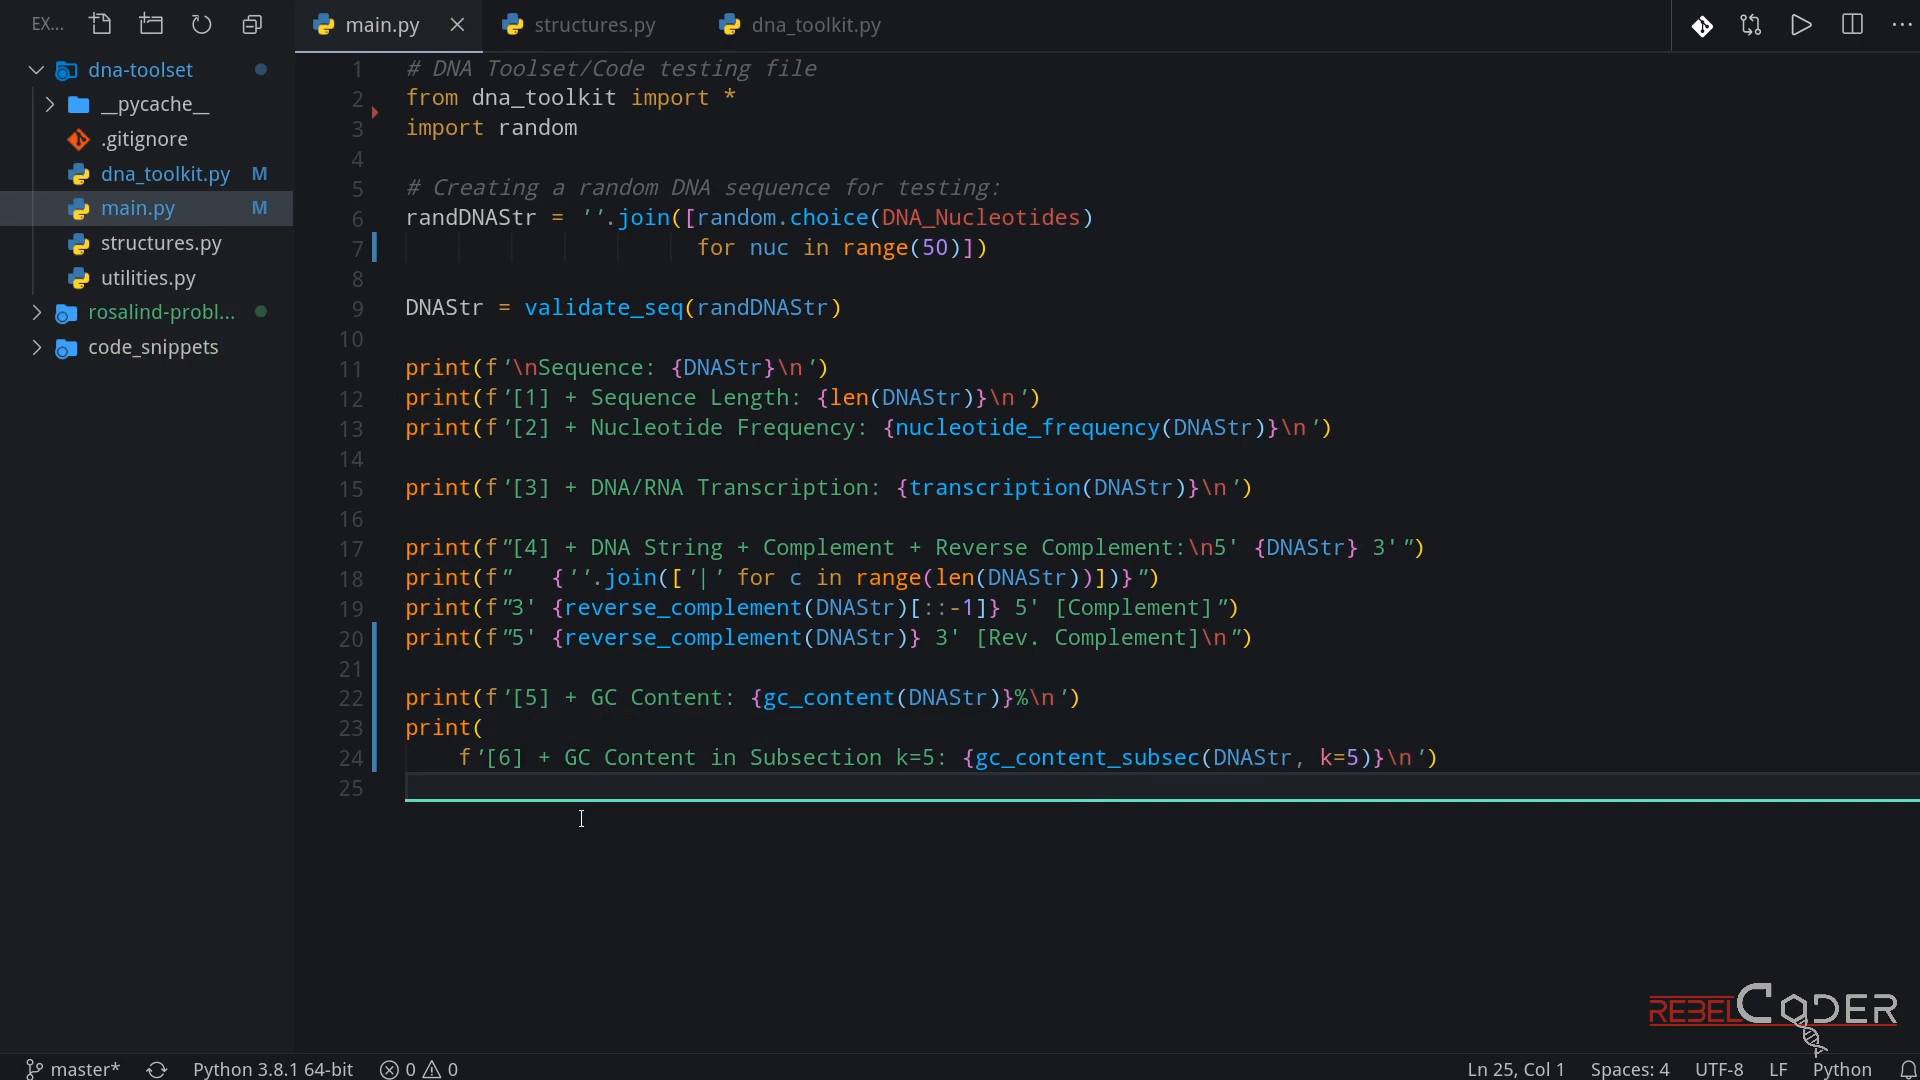 EX...
main.py
structures.py
dna_toolkit.py
dna-toolset
__pycache__
.gitignore
dna_toolkit.py M
main.py M
structures.py
utilities.py
rosalind-probl...
code_snippets
1 # DNA Toolset/Code testing file
2 from dna_toolkit import *
3 import random
4
5 # Creating a random DNA sequence for testing:
6 randDNAStr = ''.join([random.choice(DNA_Nucleotides)
7 for nuc in range(50)])
8
9 DNAStr = validate_seq(randDNAStr)
10
11 print(f'\nSequence: {DNAStr}\n')
12 print(f'[1] + Sequence Length: {len(DNAStr)}\n')
13 print(f'[2] + Nucleotide Frequency: {nucleotide_frequency(DNAStr)}\n')
14
15 print(f'[3] + DNA/RNA Transcription: {transcription(DNAStr)}\n')
16
17 print(f"[4] + DNA String + Complement + Reverse Complement:\n5' {DNAStr} 3'")
18 print(f"   {''.join(['|' for c in range(len(DNAStr))])}")
19 print(f"3' {reverse_complement(DNAStr)[::-1]} 5' [Complement]")
20 print(f"5' {reverse_complement(DNAStr)} 3' [Rev. Complement]\n")
21
22 print(f'[5] + GC Content: {gc_content(DNAStr)}%\n')
23 print(
24 f'[6] + GC Content in Subsection k=5: {gc_content_subsec(DNAStr, k=5)}\n')
25
REBELCODER
master* Python 3.8.1 64-bit 0 0 Ln 25, Col 1 Spaces: 4 UTF-8 LF Python